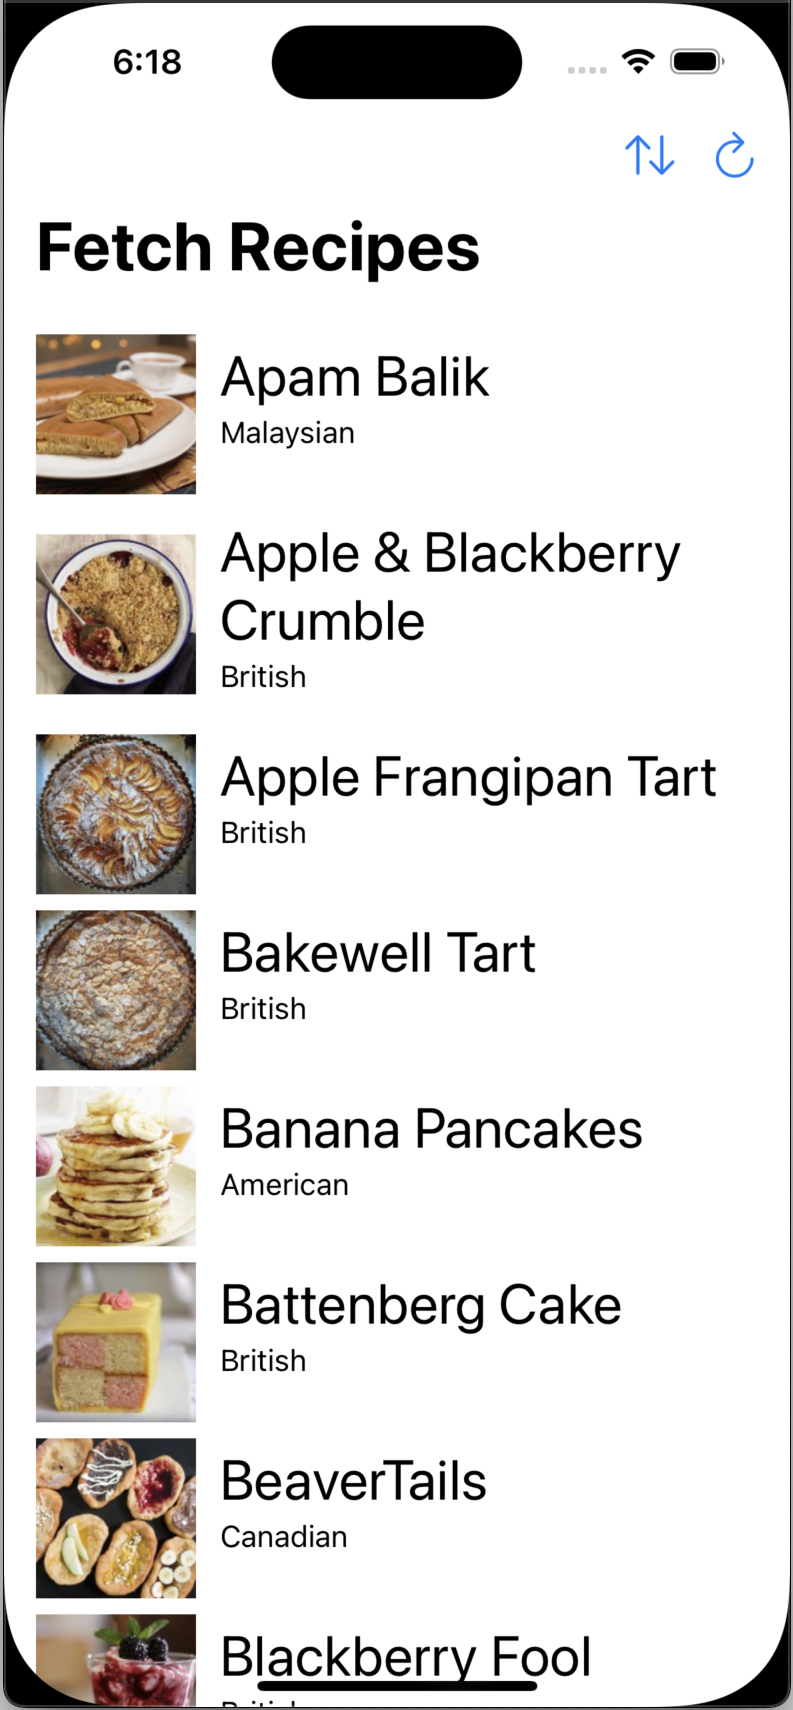 6:18
Fetch Recipes
Apam Balik
Malaysian
Apple & Blackberry
Crumble
British
Apple Frangipan Tart
British
Bakewell Tart
British
Banana Pancakes
American
Battenberg Cake
British
BeaverTails
Canadian
Blackberry Fool